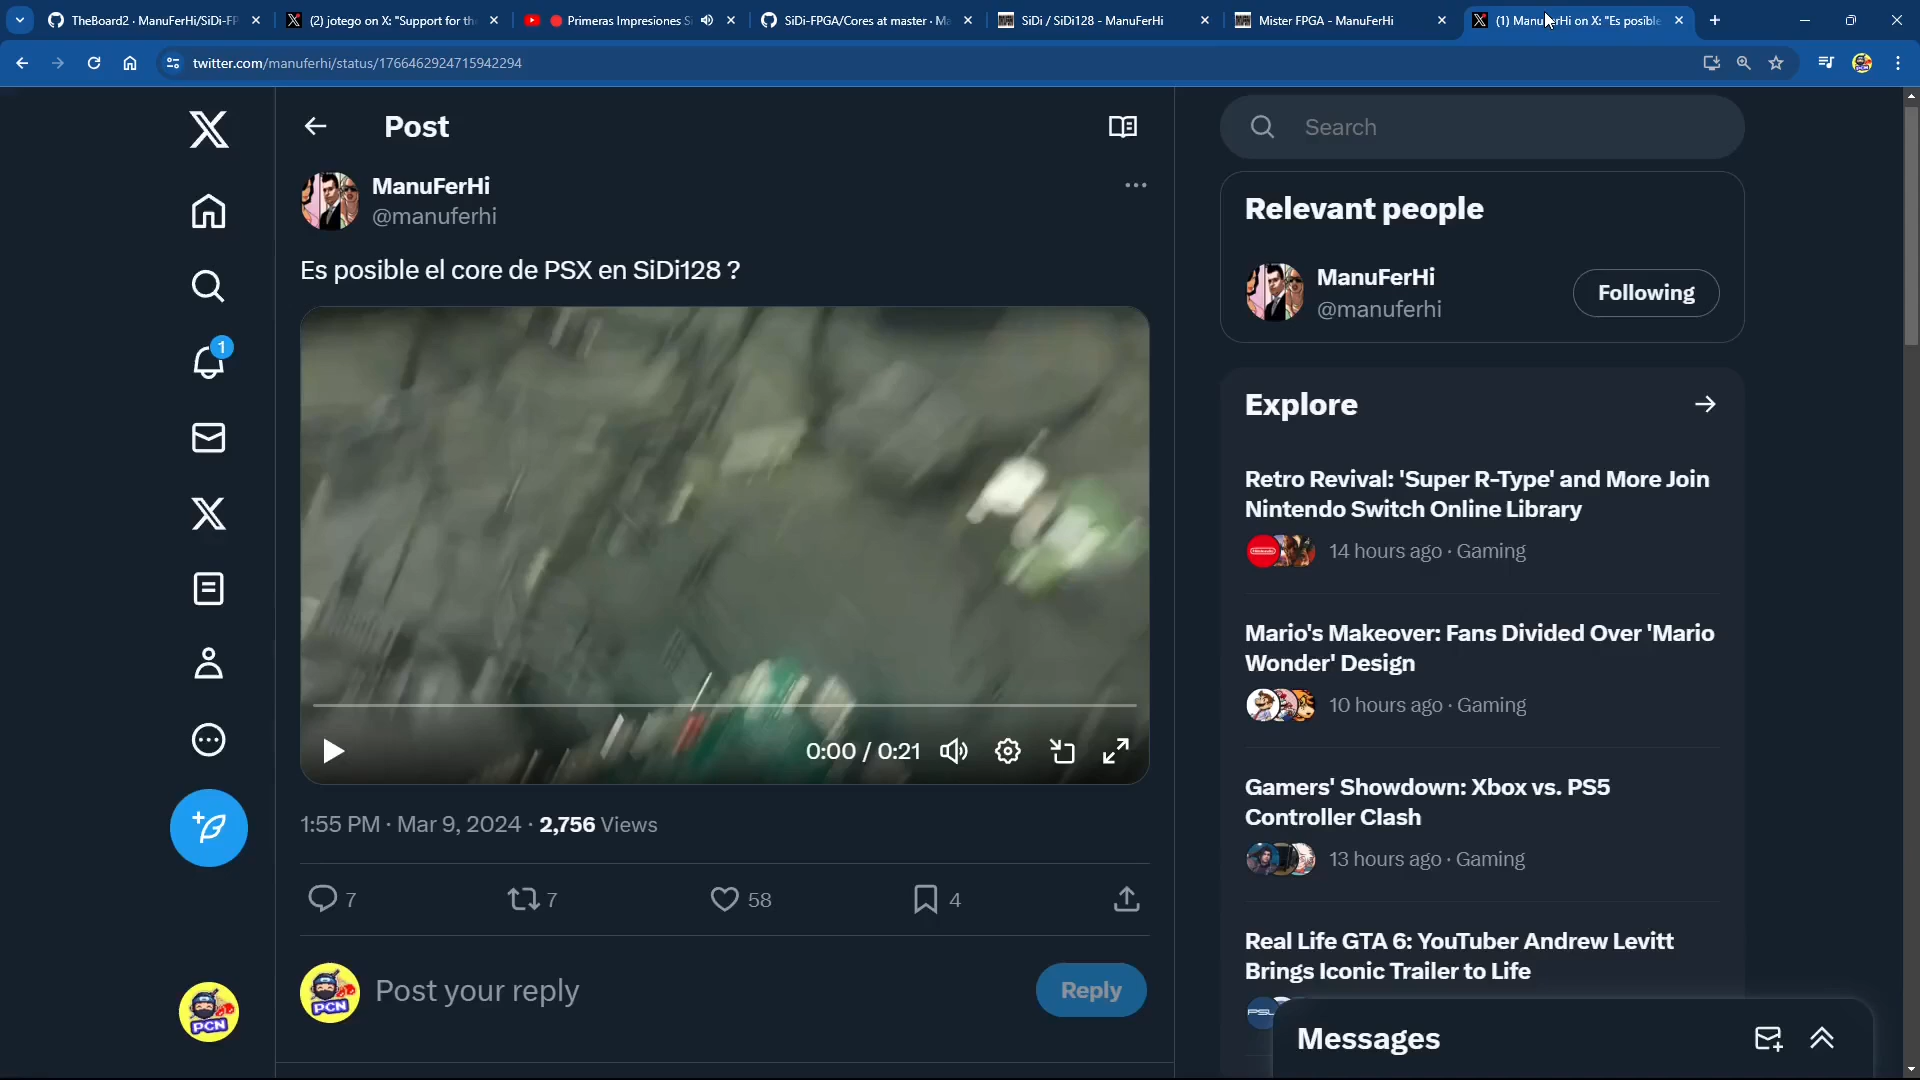 TheBoard2 · ManuFerHi/SiDi-FP
(2) jotego on X: "Support for the
Primeras Impresiones S
SiDi-FPGA/Cores at master · Ma
SiDi / SiDi128 - ManuFerHi
Mister FPGA - ManuFerHi
(1) ManuFerHi on X: "Es posible
twitter.com/manuferhi/status/1766462924715942294
Post
ManuFerHi
@manuferhi
Es posible el core de PSX en SiDi128 ?
0:00 / 0:21
1:55 PM · Mar 9, 2024 · 2,756 Views
7
7
58
4
PCN
Post your reply
Reply
1
PCN
Search
Relevant people
ManuFerHi
@manuferhi
Following
Explore
Retro Revival: 'Super R-Type' and More Join
Nintendo Switch Online Library
14 hours ago · Gaming
Mario's Makeover: Fans Divided Over 'Mario
Wonder' Design
10 hours ago · Gaming
Gamers' Showdown: Xbox vs. PS5
Controller Clash
13 hours ago · Gaming
Real Life GTA 6: YouTuber Andrew Levitt
Brings Iconic Trailer to Life
Messages